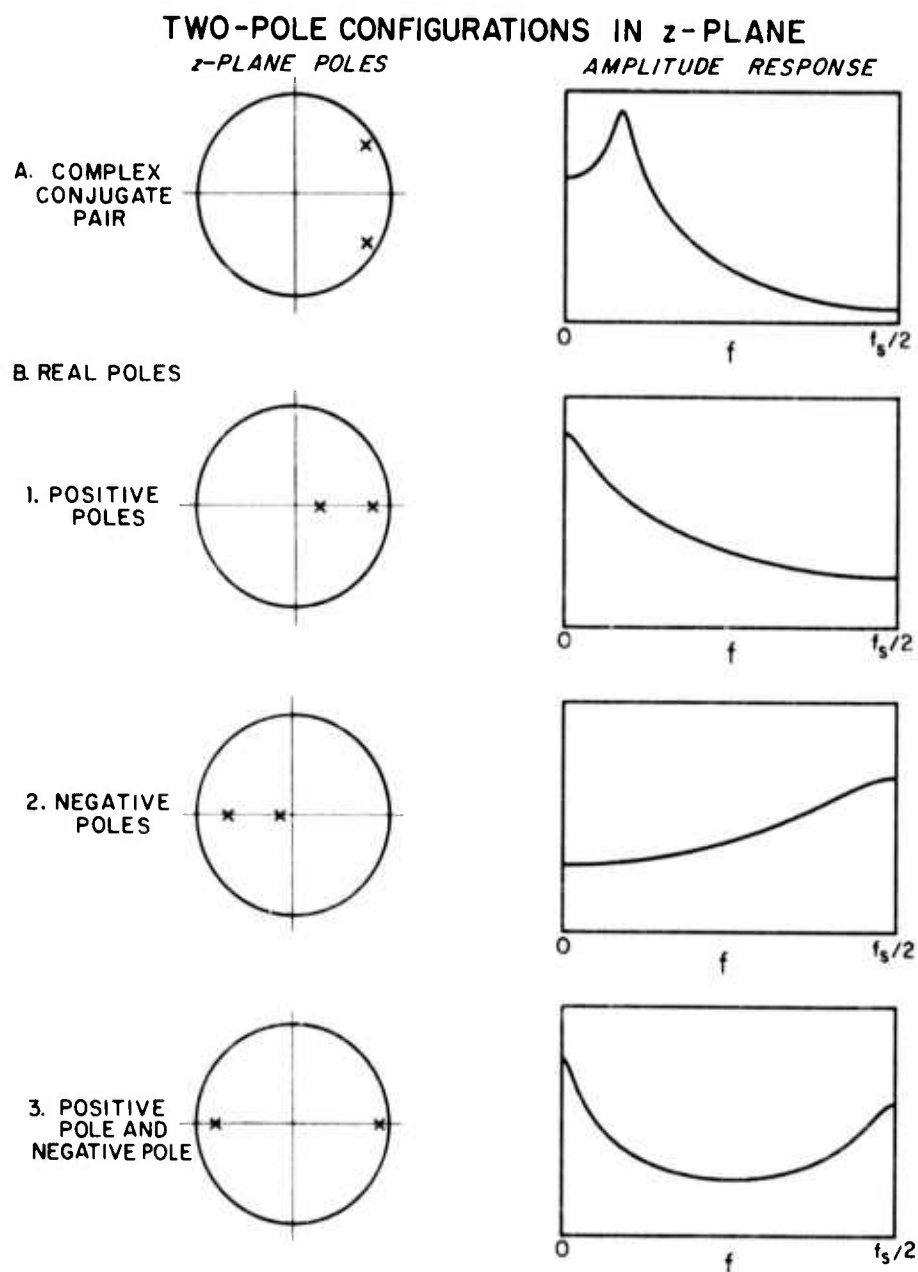 TWO-POLE CONFIGURATIONS IN z-PLANE
z-PLANE POLES
AMPLITUDE RESPONSE
A. COMPLEX
CONJUGATE
PAIR
0
f
fs/2
B. REAL POLES
1. POSITIVE
POLES
0
f
fs/2
2. NEGATIVE
POLES
0
f
fs/2
3. POSITIVE
POLE AND
NEGATIVE POLE
0
f
fs/2